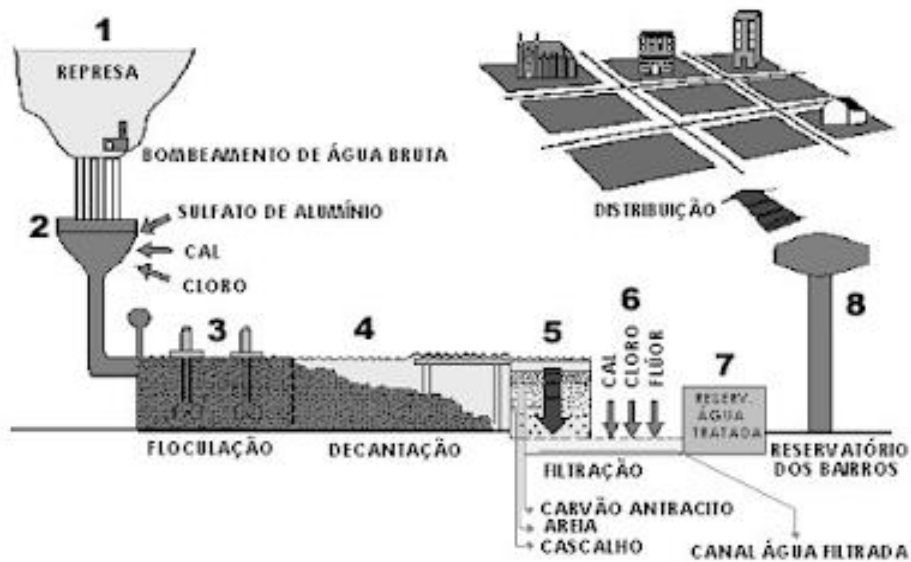 1
REPRESA
BOMBEAMENTO DE ÁGUA BRUTA
2
SULFATO DE ALUMÍNIO
CAL
CLORO
DISTRIBUIÇÃO
3
4
5
6
CAL
CLORO
FLÚOR
7
RESERV.
ÁGUA
TRATADA
8
FLOCULAÇÃO
DECANTAÇÃO
FILTRAÇÃO
RESERVATÓRIO
DOS BAIRROS
CARVÃO ANTRACITO
AREIA
CASCALHO
CANAL ÁGUA FILTRADA